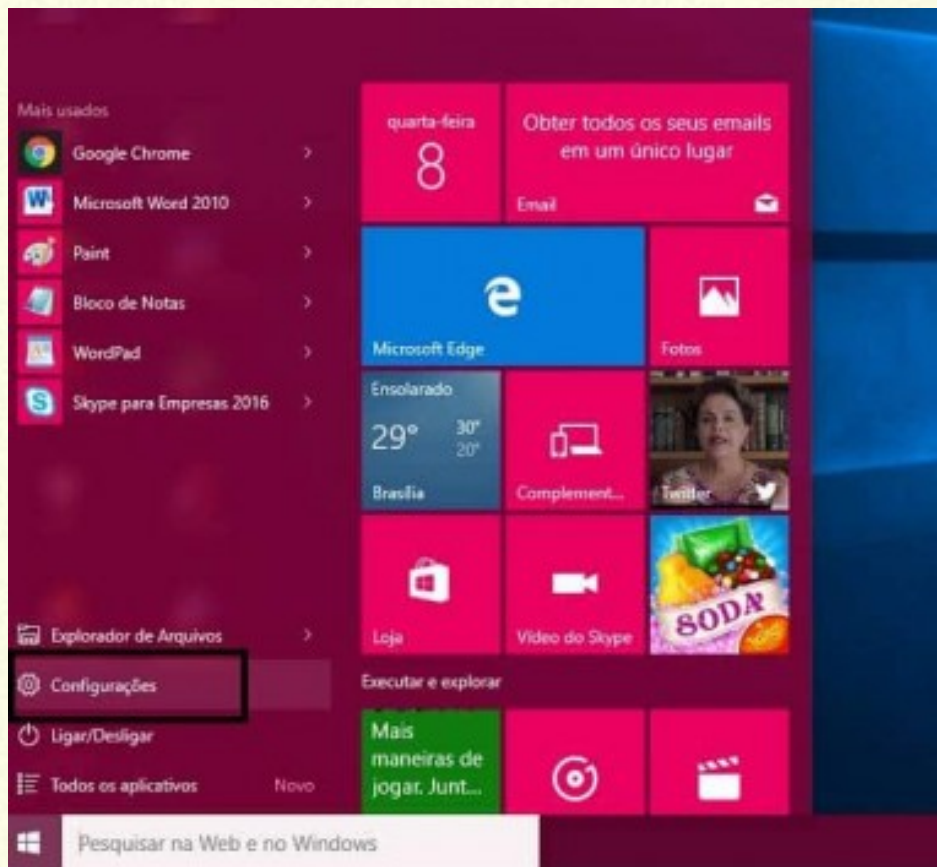 Mais usados
Google Chrome
Microsoft Word 2010
Paint
Bloco de Notas
WordPad
Skype para Empresas 2016
Explorador de Arquivos
Configurações
Ligar/Desligar
Todos os aplicativos Novo
Pesquisar na Web e no Windows
quarta-feira
8
Obter todos os seus emails
em um único lugar
Email
Microsoft Edge
Fotos
Ensolarado
29° 30°
20°
Brasília
Complement...
Twitter
Loja
Vídeo do Skype
SODA
Executar e explorar
Mais
maneiras de
jogar. Junt...